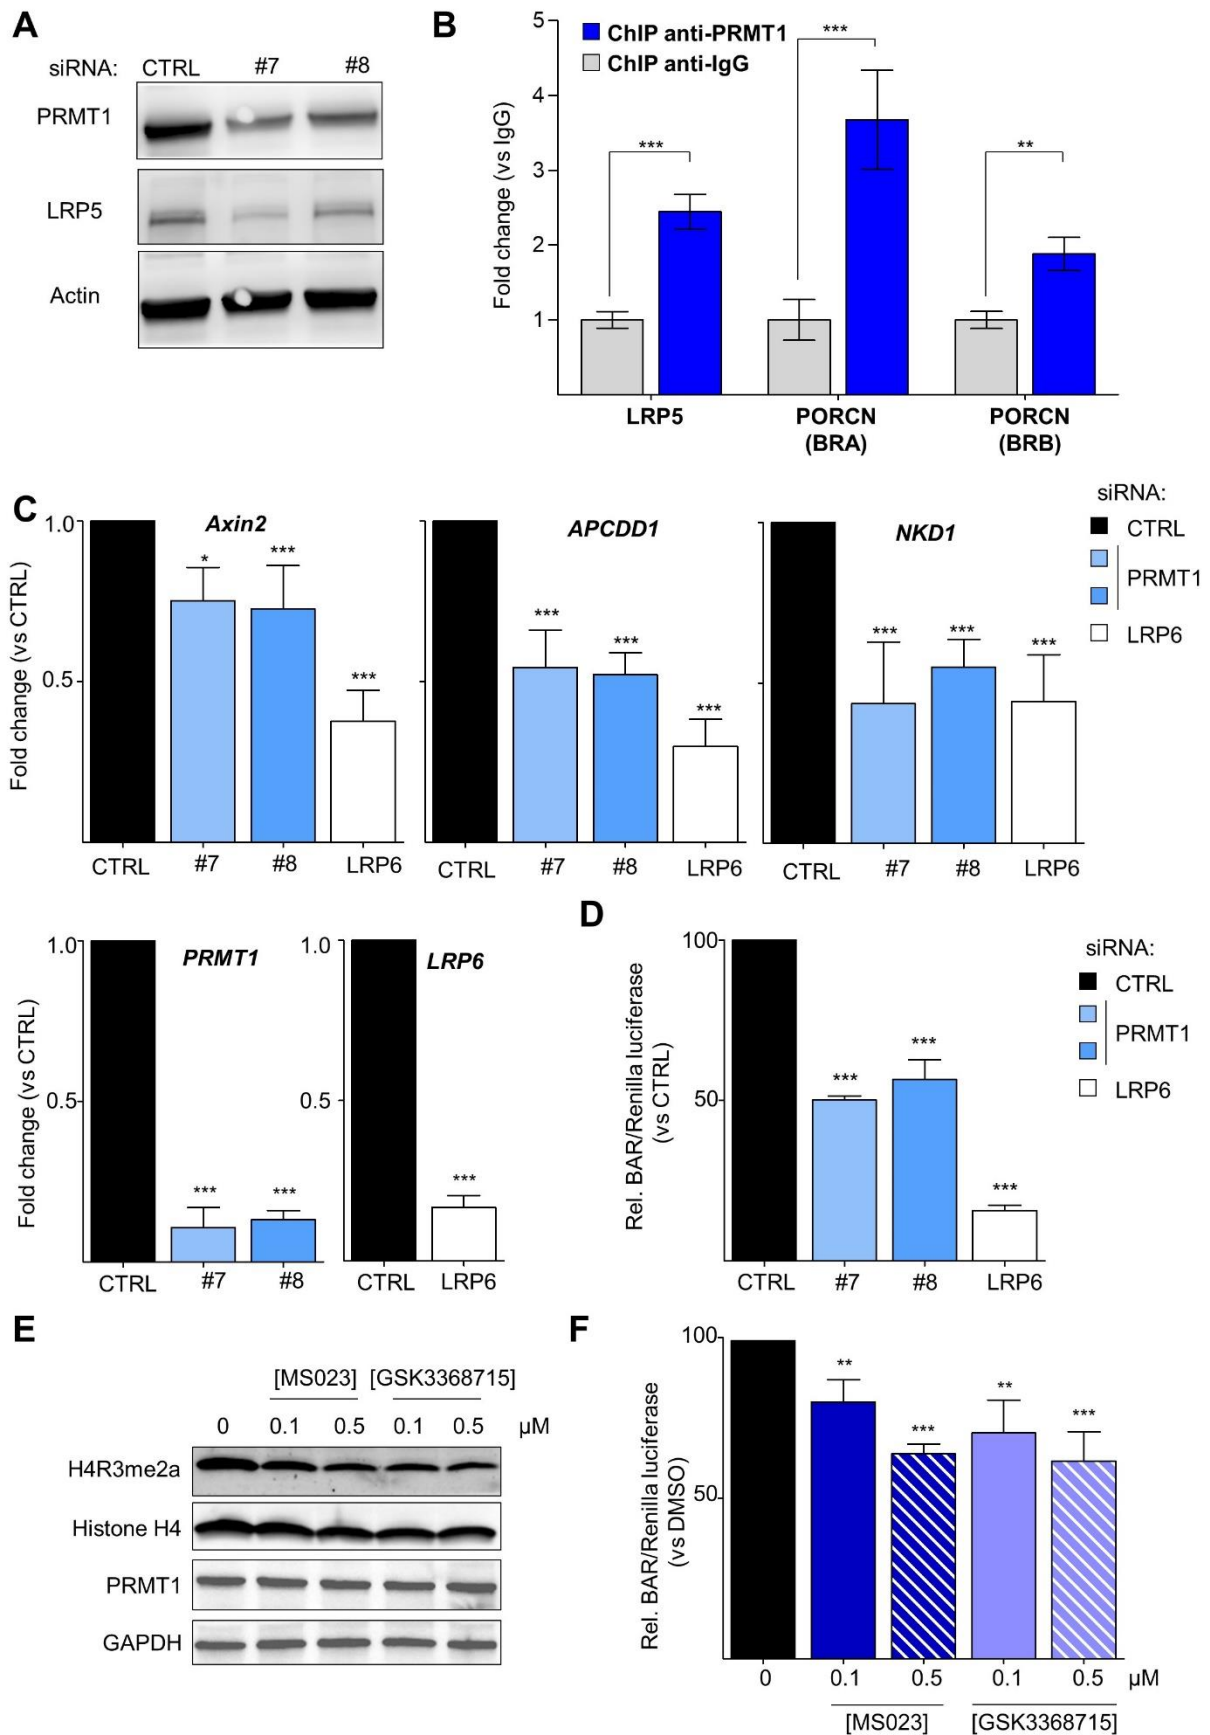 A
siRNA: CTRL #7 #8
PRMT1
LRP5
Actin
B
Fold change (vs IgG)
5
4
3
2
1
ChIP anti-PRMT1
ChIP anti-IgG
***
***
**
LRP5
PORCN
(BRA)
PORCN
(BRB)
C
Fold change (vs CTRL)
1.0
0.5
Axin2
* *** ***
CTRL #7 #8 LRP6
APCDD1
*** *** ***
CTRL #7 #8 LRP6
NKD1
*** *** ***
CTRL #7 #8 LRP6
siRNA:
CTRL
PRMT1
LRP6
Fold change (vs CTRL)
1.0
0.5
PRMT1
*** ***
CTRL #7 #8
1.0
0.5
LRP6
***
CTRL LRP6
D
Rel. BAR/Renilla luciferase
(vs CTRL)
100
50
*** *** ***
CTRL #7 #8 LRP6
siRNA:
CTRL
PRMT1
LRP6
E
[MS023] [GSK3368715]
0 0.1 0.5 0.1 0.5 µM
H4R3me2a
Histone H4
PRMT1
GAPDH
F
Rel. BAR/Renilla luciferase
(vs DMSO)
100
50
** *** ** ***
0 0.1 0.5 0.1 0.5 µM
[MS023] [GSK3368715]